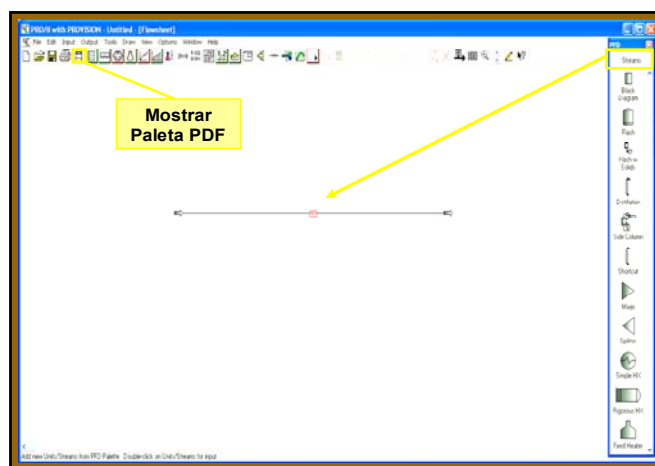 PRO/II with PROVISION - Untitled - [Flowsheet]
File Edit Input Output Tools Draw View Options Window Help
PFD
Streams
Mostrar
Paleta PDF
Block
Diagram
Flash
Flash w
Solids
Distillation
Side Column
Shortcut
Mixer
Splitter
Simple HX
Rigorous HX
Fired Heater
Add new Units/Streams from PFD Palette. Double-click on Units/Streams for input